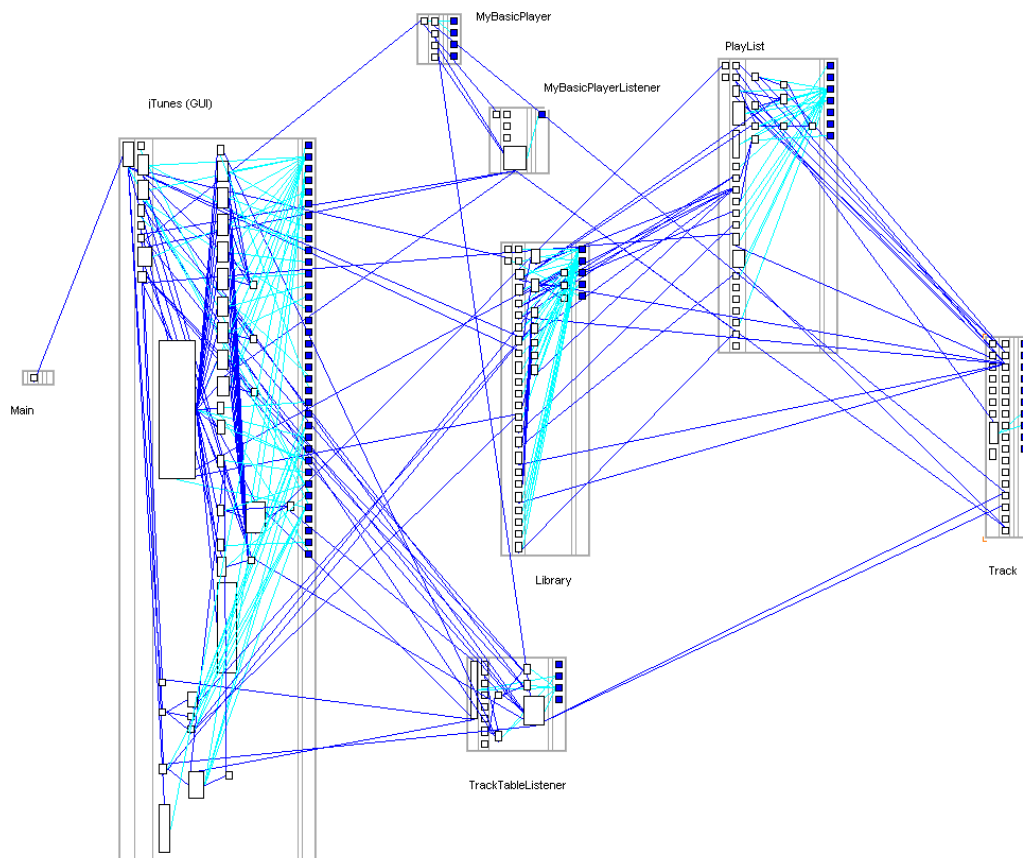 MyBasicPlayer
PlayList
MyBasicPlayerListener
iTunes (GUI)
Main
Library
Track
TrackTableListener